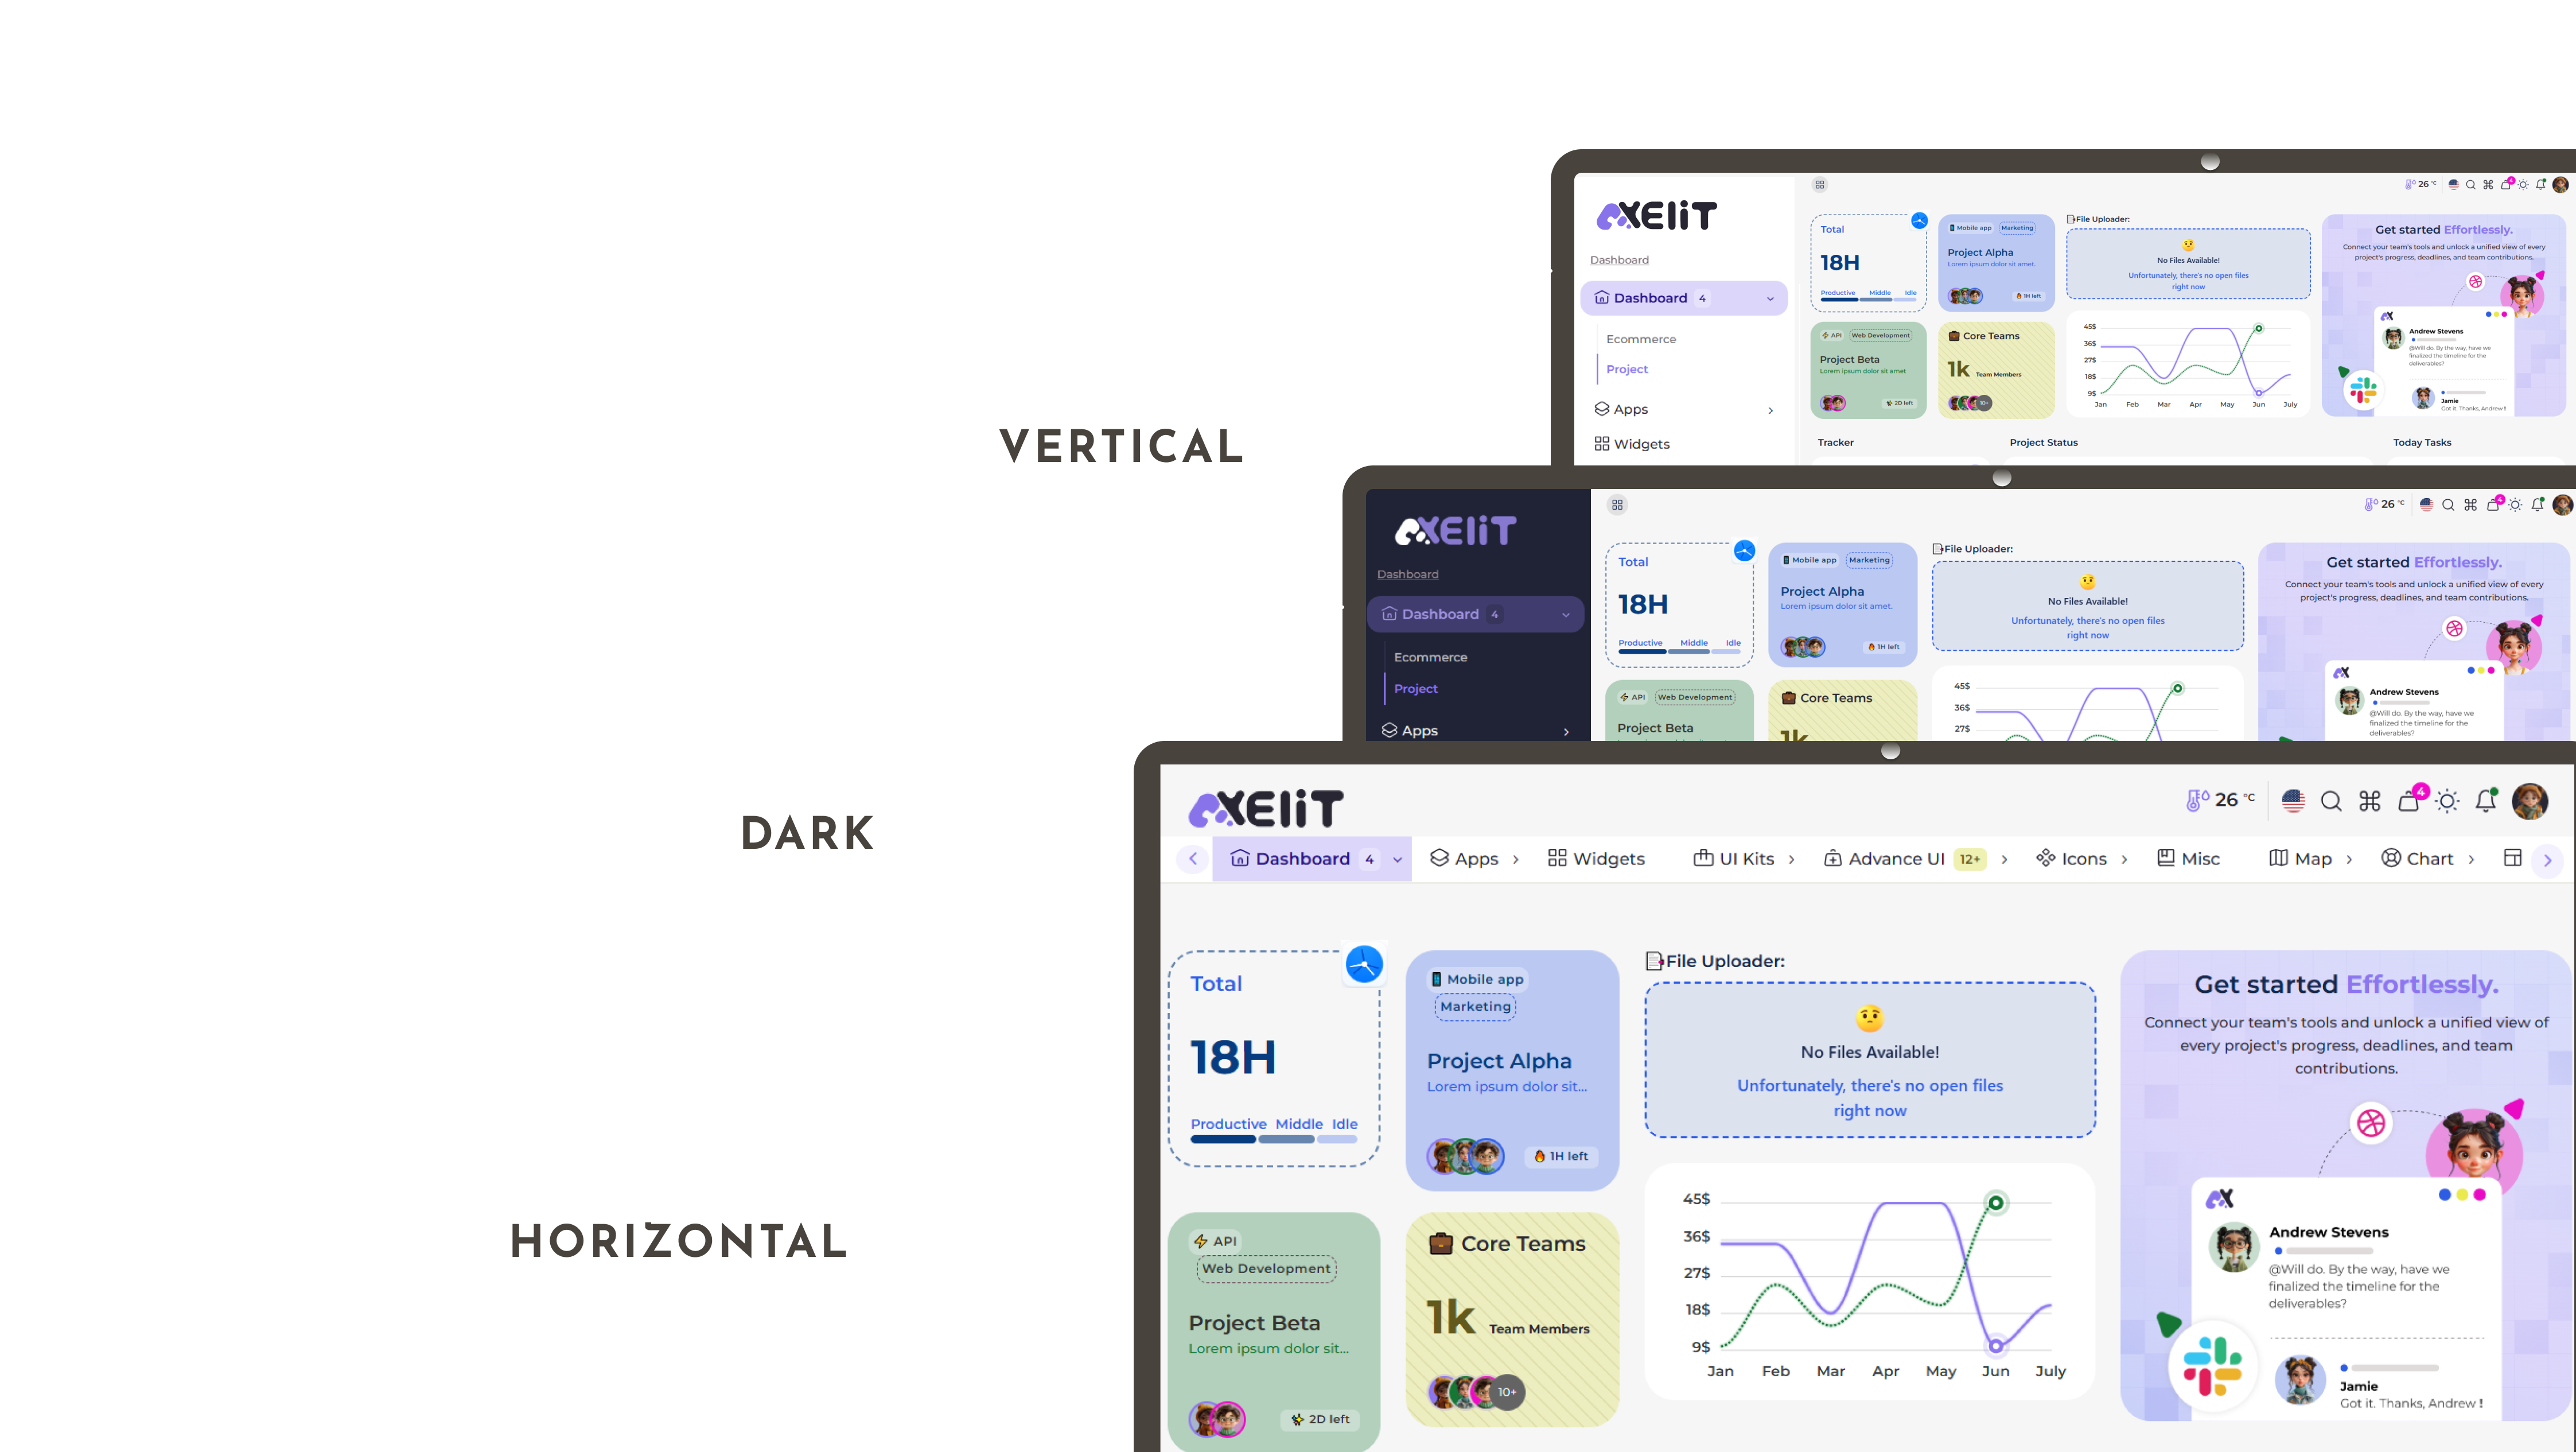 VERTICAL
DARK
HORIZONTAL
AXEliT
26 °C
4
Dashboard
Dashboard 4
Ecommerce
Project
Apps
Widgets
Total
18H
Productive Middle Idle
Mobile app Marketing
Project Alpha
Lorem ipsum dolor sit amet.
1H left
API Web Development
Project Beta
Lorem ipsum dolor sit amet
2D left
Core Teams
1k Team Members
10+
File Uploader:
No Files Available!
Unfortunately, there's no open files
right now
45$
36$
27$
18$
9$
Jan Feb Mar Apr May Jun July
Get started Effortlessly.
Connect your team's tools and unlock a unified view of every
project's progress, deadlines, and team contributions.
AX
Andrew Stevens
@Will do. By the way, have we
finalized the timeline for the
deliverables?
Jamie
Got it. Thanks, Andrew !
Tracker
Project Status
Today Tasks
AXEliT
26 °C
4
Dashboard
Dashboard 4
Ecommerce
Project
Apps
Total
18H
Productive Middle Idle
Mobile app Marketing
Project Alpha
Lorem ipsum dolor sit amet.
1H left
API Web Development
Project Beta
Core Teams
1k
File Uploader:
No Files Available!
Unfortunately, there's no open files
right now
45$
36$
27$
Get started Effortlessly.
Connect your team's tools and unlock a unified view of every
project's progress, deadlines, and team contributions.
AX
Andrew Stevens
@Will do. By the way, have we
finalized the timeline for the
deliverables?
AXEliT
26 °C
4
Dashboard 4 Apps Widgets UI Kits Advance UI 12+ Icons Misc Map Chart
Total
18H
Productive Middle Idle
Mobile app
Marketing
Project Alpha
Lorem ipsum dolor sit...
1H left
API
Web Development
Project Beta
Lorem ipsum dolor sit...
2D left
Core Teams
1k Team Members
10+
File Uploader:
No Files Available!
Unfortunately, there's no open files
right now
45$
36$
27$
18$
9$
Jan Feb Mar Apr May Jun July
Get started Effortlessly.
Connect your team's tools and unlock a unified view of
every project's progress, deadlines, and team
contributions.
AX
Andrew Stevens
@Will do. By the way, have we
finalized the timeline for the
deliverables?
Jamie
Got it. Thanks, Andrew !